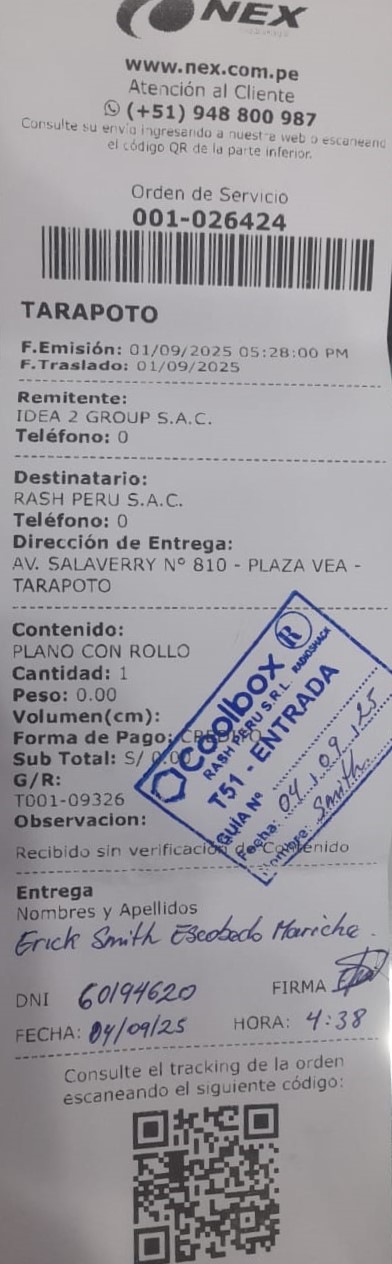 NEX
www.nex.com.pe
Atención al Cliente
(+51) 948 800 987
Consulte su envío ingresando a nuestra web o escaneand
el código QR de la parte inferior.
Orden de Servicio
001-026424
TARAPOTO
F.Emisión: 01/09/2025 05:28:00 PM
F.Traslado: 01/09/2025
Remitente:
IDEA 2 GROUP S.A.C.
Teléfono: 0
Destinatario:
RASH PERU S.A.C.
Teléfono: 0
Dirección de Entrega:
AV. SALAVERRY N° 810 - PLAZA VEA -
TARAPOTO
Contenido:
PLANO CON ROLLO
Cantidad: 1
Peso: 0.00
Volumen(cm):
Forma de Pago: CREDITO
Sub Total: S/ 0.00
G/R:
T001-09326
Observacion:
Recibido sin verificación de Contenido
Coolbox R
RASH PERU S.R.L. RADIOSHACK
T51 - ENTRADA
GUÍA Nº
Fecha: 04.09.25
Nombre: Smith
Entrega
Nombres y Apellidos
Erick Smith Escobedo Mariche.
DNI 60194620 FIRMA
FECHA: 04/09/25 HORA: 4:38
Consulte el tracking de la orden
escaneando el siguiente código: